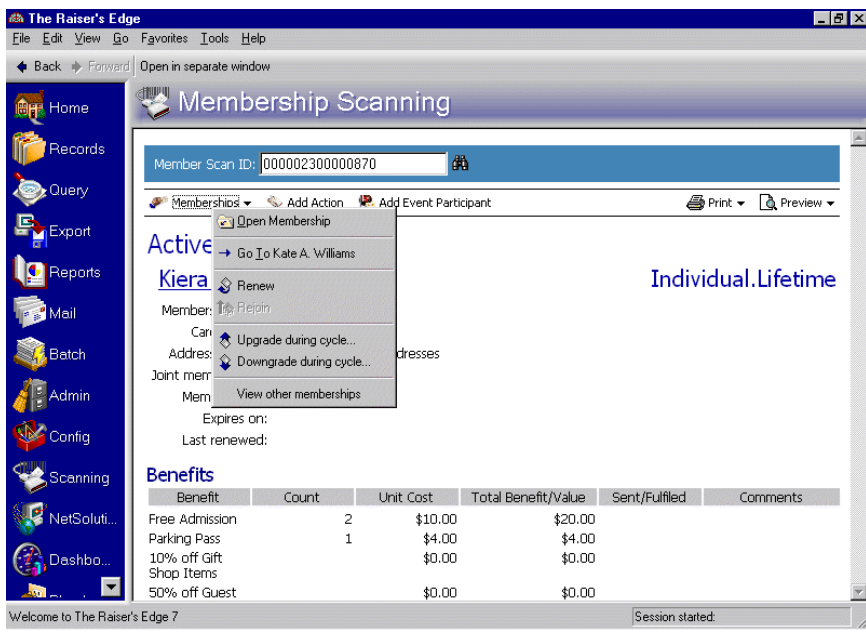 The Raiser's Edge
File Edit View Go Favorites Tools Help
Back Forward Open in separate window
Home
Records
Query
Export
Reports
Mail
Batch
Admin
Config
Scanning
NetSoluti...
Dashbo...
Membership Scanning
Member Scan ID: 000002300000870
Memberships Add Action Add Event Participant Print Preview
Open Membership
Go To Kate A. Williams
Renew
Rejoin
Upgrade during cycle...
Downgrade during cycle...
View other memberships
Active
Kiera Individual.Lifetime
Member
Car
Address dresses
Joint mem
Mem
Expires on:
Last renewed:
Benefits
Benefit Count Unit Cost Total Benefit/Value Sent/Fulfilled Comments
Free Admission 2 $10.00 $20.00
Parking Pass 1 $4.00 $4.00
10% off Gift $0.00 $0.00
Shop Items
50% off Guest $0.00 $0.00
Welcome to The Raiser's Edge 7 Session started: